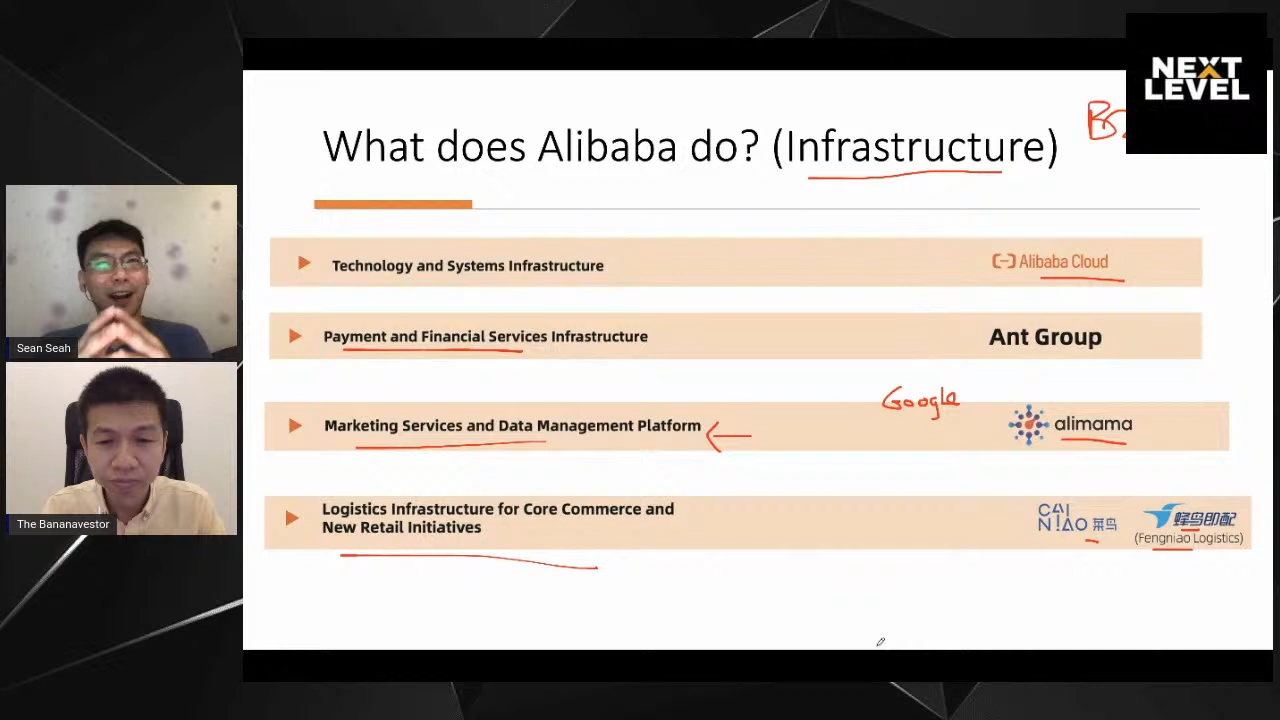 NEXT
LEVEL
What does Alibaba do? (Infrastructure)
Technology and Systems Infrastructure
Alibaba Cloud
Payment and Financial Services Infrastructure
Ant Group
Google
Marketing Services and Data Management Platform
alimama
Logistics Infrastructure for Core Commerce and
New Retail Initiatives
CAI
NIAO 菜鸟
蜂鸟即配
(Fengniao Logistics)
Sean Seah
The Bananavestor